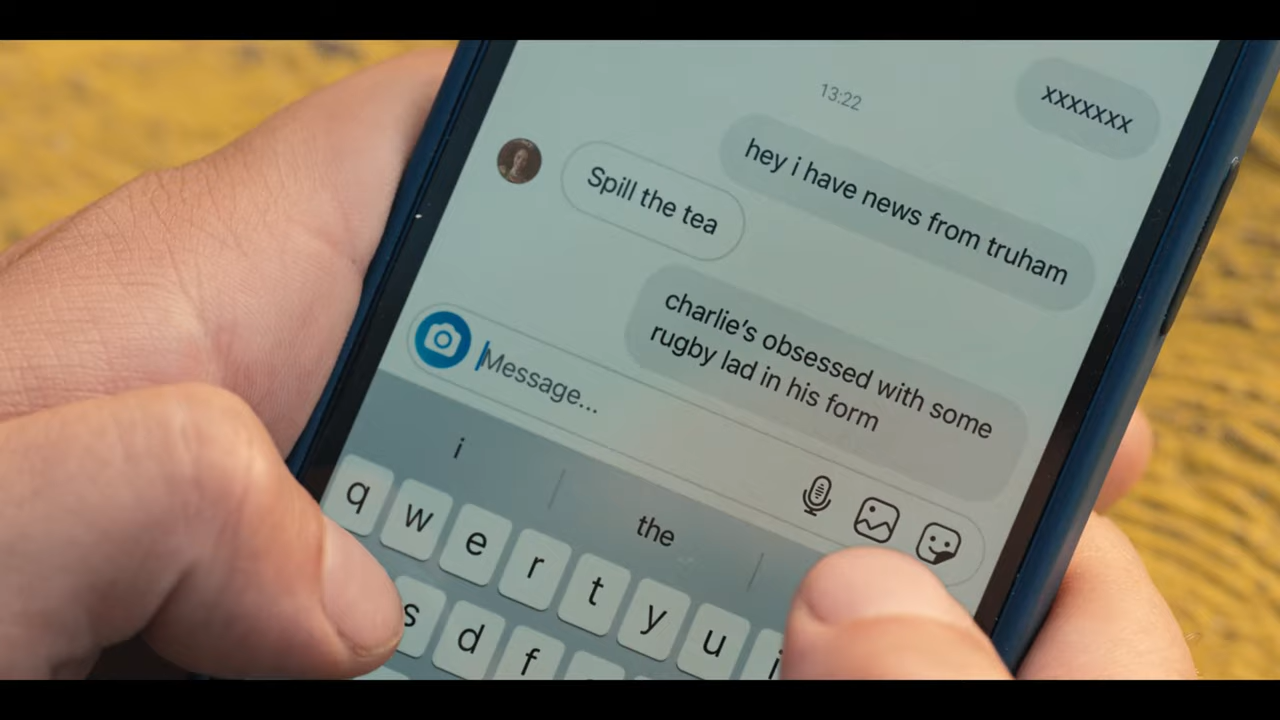 xxxxxxx
13:22
hey i have news from truham
Spill the tea
charlie's obsessed with some
rugby lad in his form
Message...
i
the
q w e r t y u i
s d f